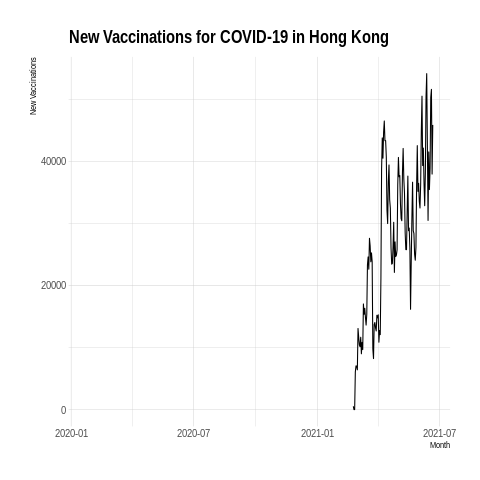 New Vaccinations for COVID-19 in Hong Kong
New Vaccinations
40000
20000
0
2020-01
2020-07
2021-01
2021-07
Month